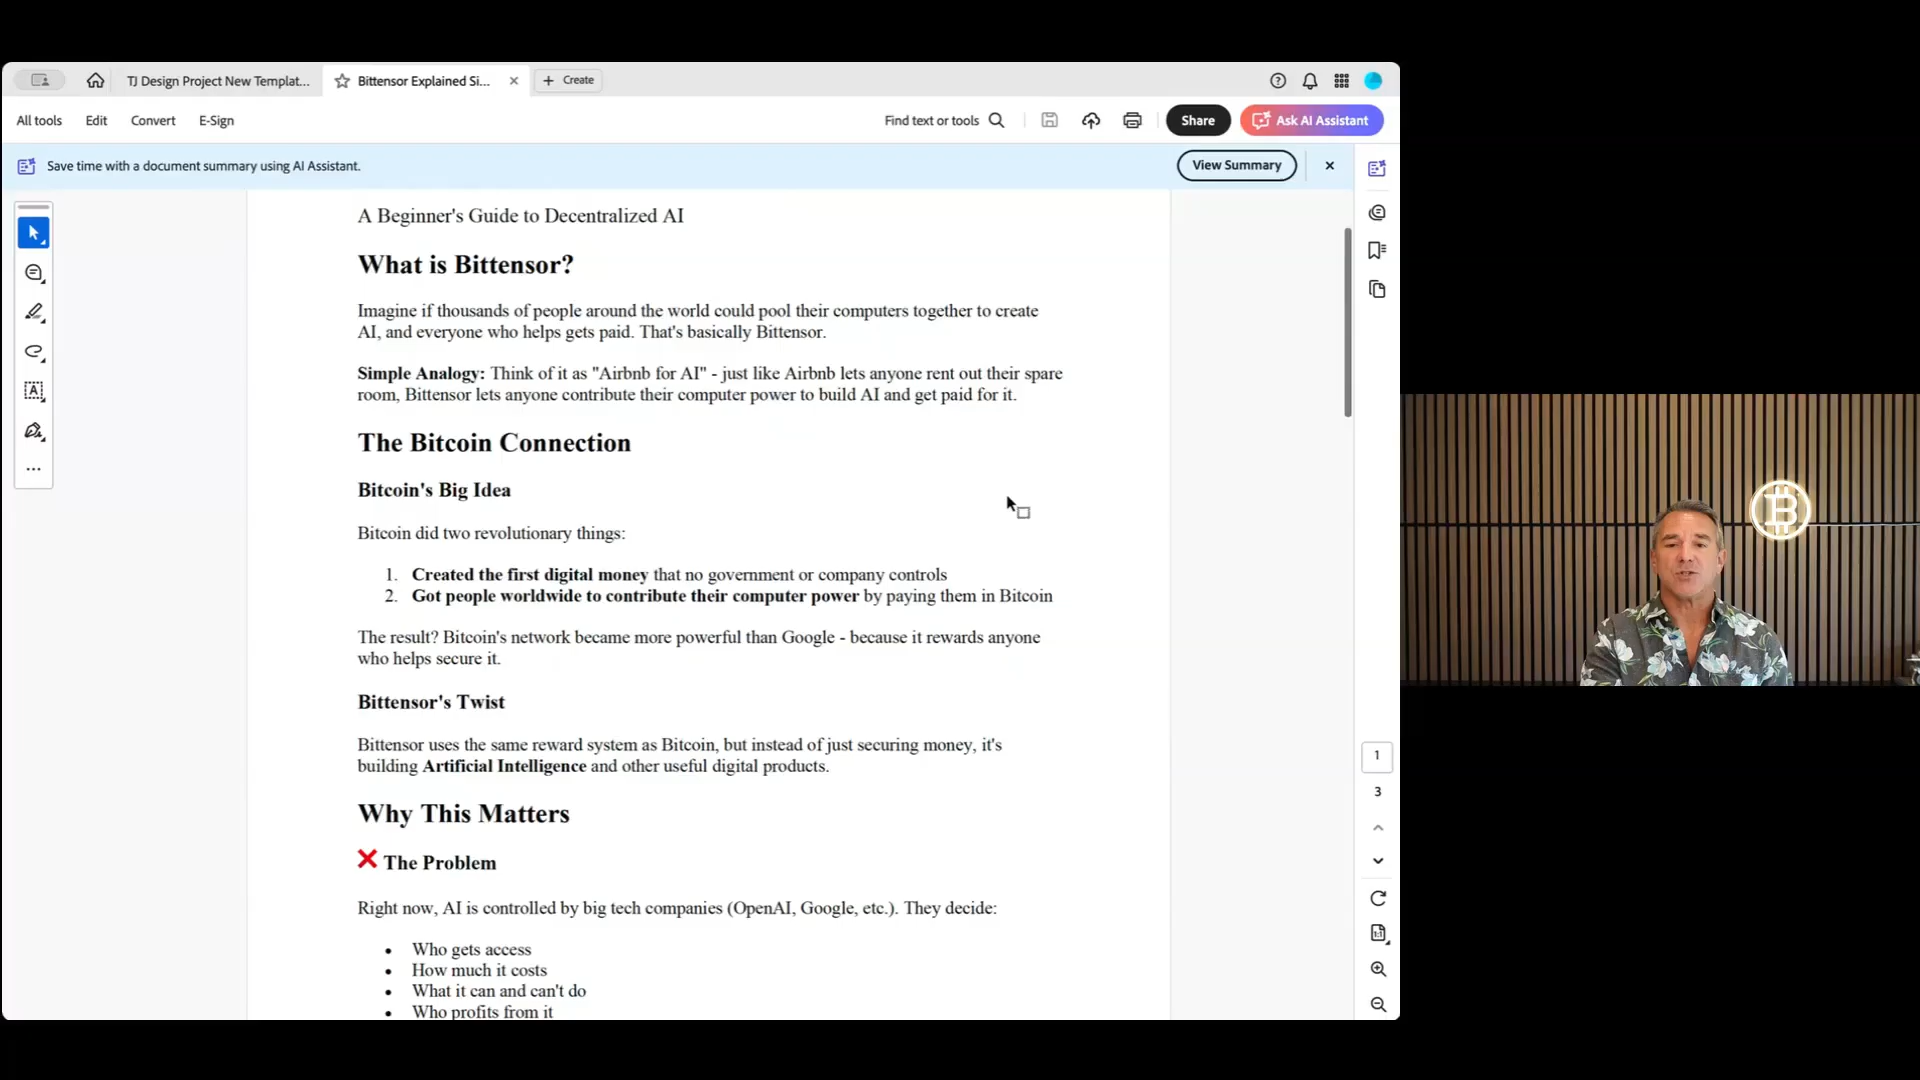 TJ Design Project New Templat...
Bittensor Explained Si...
Create
All tools
Edit
Convert
E-Sign
Find text or tools
Share
Ask AI Assistant
Save time with a document summary using AI Assistant.
View Summary
A Beginner's Guide to Decentralized AI
What is Bittensor?
Imagine if thousands of people around the world could pool their computers together to create
AI, and everyone who helps gets paid. That's basically Bittensor.
Simple Analogy: Think of it as "Airbnb for AI" - just like Airbnb lets anyone rent out their spare
room, Bittensor lets anyone contribute their computer power to build AI and get paid for it.
The Bitcoin Connection
Bitcoin's Big Idea
Bitcoin did two revolutionary things:
1. Created the first digital money that no government or company controls
2. Got people worldwide to contribute their computer power by paying them in Bitcoin
The result? Bitcoin's network became more powerful than Google - because it rewards anyone
who helps secure it.
Bittensor's Twist
Bittensor uses the same reward system as Bitcoin, but instead of just securing money, it's
building Artificial Intelligence and other useful digital products.
Why This Matters
❌ The Problem
Right now, AI is controlled by big tech companies (OpenAI, Google, etc.). They decide:
• Who gets access
• How much it costs
• What it can and can't do
• Who profits from it
1
3